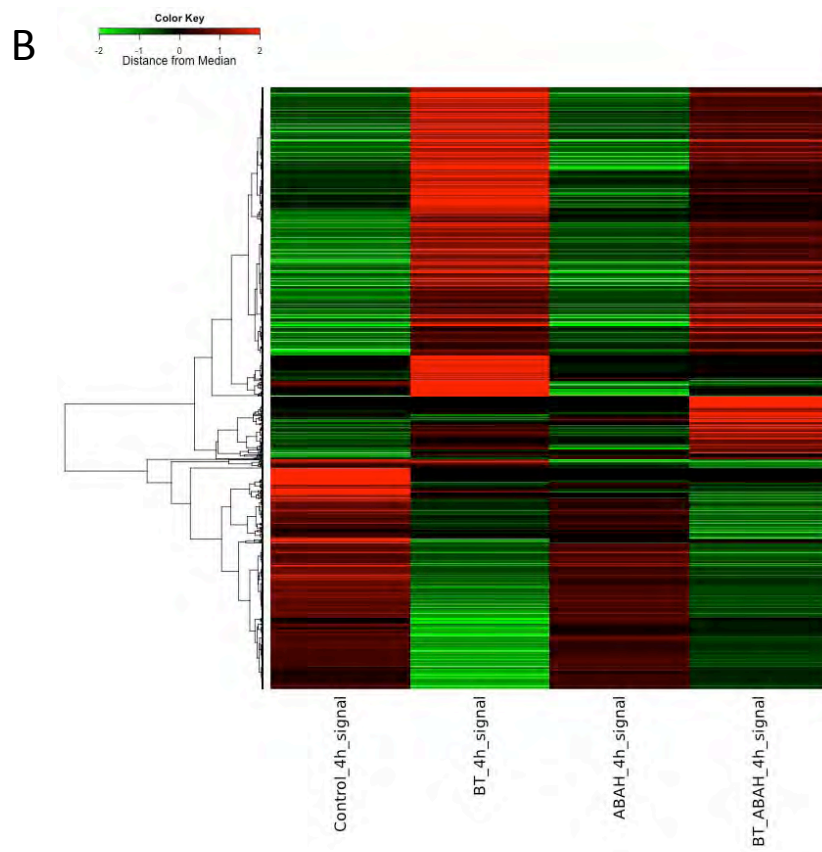 B
Color Key
-2 -1 0 1 2
Distance from Median
Control_4h_signal
BT_4h_signal
ABAH_4h_signal
BT_ABAH_4h_signal